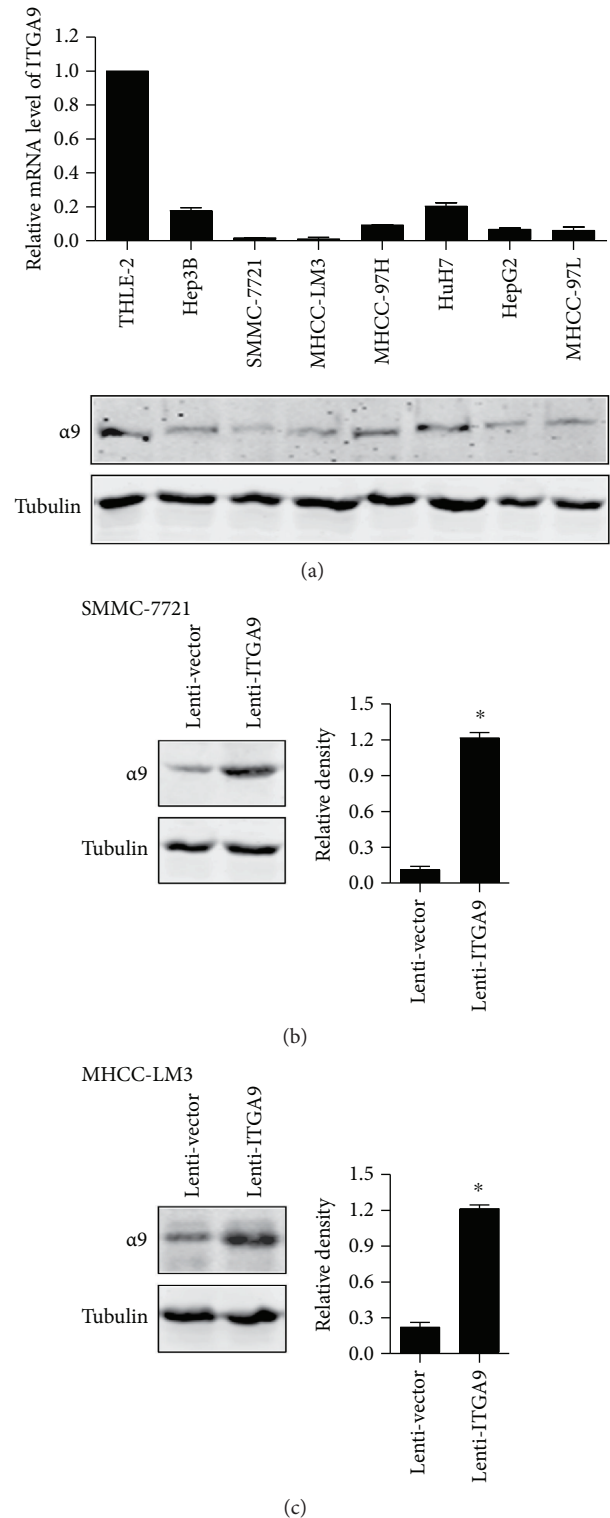 Relative mRNA level of ITGA9
1.2
1.0
0.8
0.6
0.4
0.2
0.0
THLE-2
Hep3B
SMMC-7721
MHCC-LM3
MHCC-97H
HuH7
HepG2
MHCC-97L
α9
Tubulin
(a)
SMMC-7721
Lenti-vector
Lenti-ITGA9
α9
Tubulin
Relative density
1.5
1.2
0.9
0.6
0.3
0.0
*
Lenti-vector
Lenti-ITGA9
(b)
MHCC-LM3
Lenti-vector
Lenti-ITGA9
α9
Tubulin
Relative density
1.5
1.2
0.9
0.6
0.3
0.0
*
Lenti-vector
Lenti-ITGA9
(c)